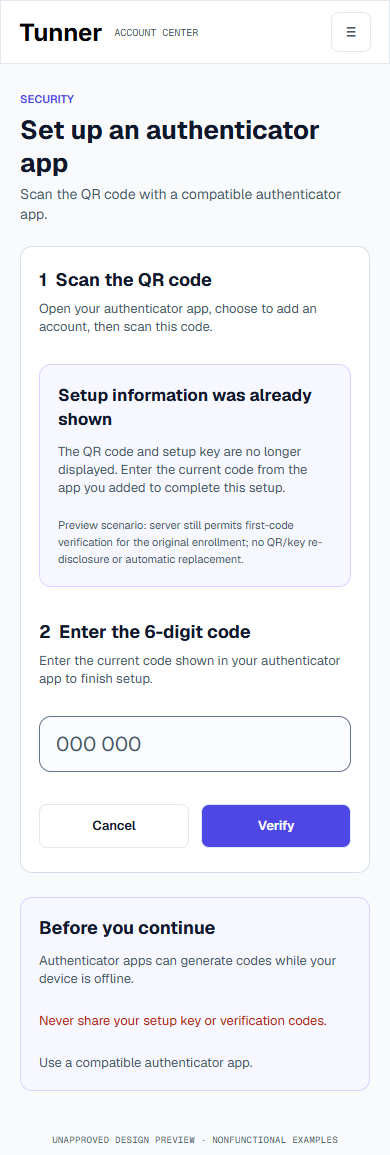 Tunner ACCOUNT CENTER ☰
SECURITY
Set up an authenticator
app
Scan the QR code with a compatible authenticator
app.
1 Scan the QR code
Open your authenticator app, choose to add an
account, then scan this code.
Setup information was already
shown
The QR code and setup key are no longer
displayed. Enter the current code from the
app you added to complete this setup.
Preview scenario: server still permits first-code
verification for the original enrollment; no QR/key re-
disclosure or automatic replacement.
2 Enter the 6-digit code
Enter the current code shown in your authenticator
app to finish setup.
000 000
Cancel Verify
Before you continue
Authenticator apps can generate codes while your
device is offline.
Never share your setup key or verification codes.
Use a compatible authenticator app.
UNAPPROVED DESIGN PREVIEW · NONFUNCTIONAL EXAMPLES